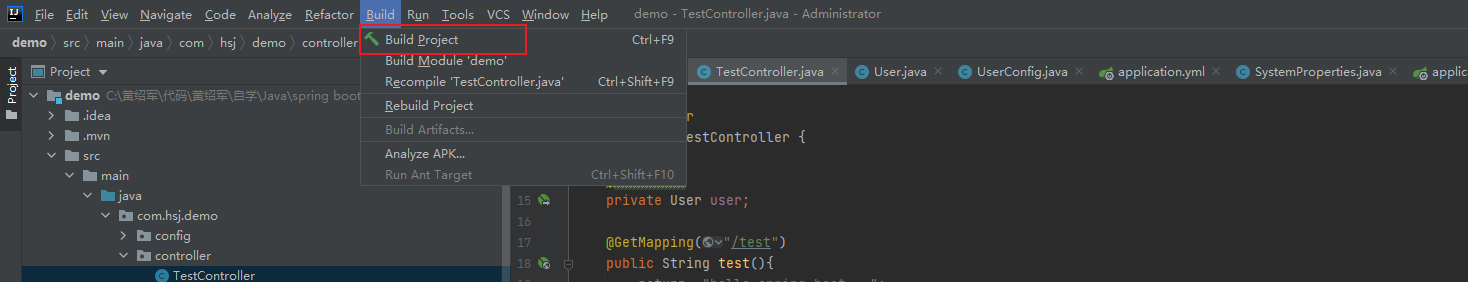 File Edit View Navigate Code Analyze Refactor Build Run Tools VCS Window Help demo - TestController.java - Administrator
demo src main java com hsj demo controller
Build Project Ctrl+F9
Build Module 'demo'
Recompile 'TestController.java' Ctrl+Shift+F9
Rebuild Project
Build Artifacts...
Analyze APK...
Run Ant Target Ctrl+Shift+F10
Project
Project
demo C:\黄绍军\代码\黄绍军\自学\Java\spring boot
.idea
.mvn
src
main
java
com.hsj.demo
config
controller
TestController
TestController.java User.java UserConfig.java application.yml SystemProperties.java applic
estController {
15 private User user;
16
17 @GetMapping("/test")
18 public String test(){